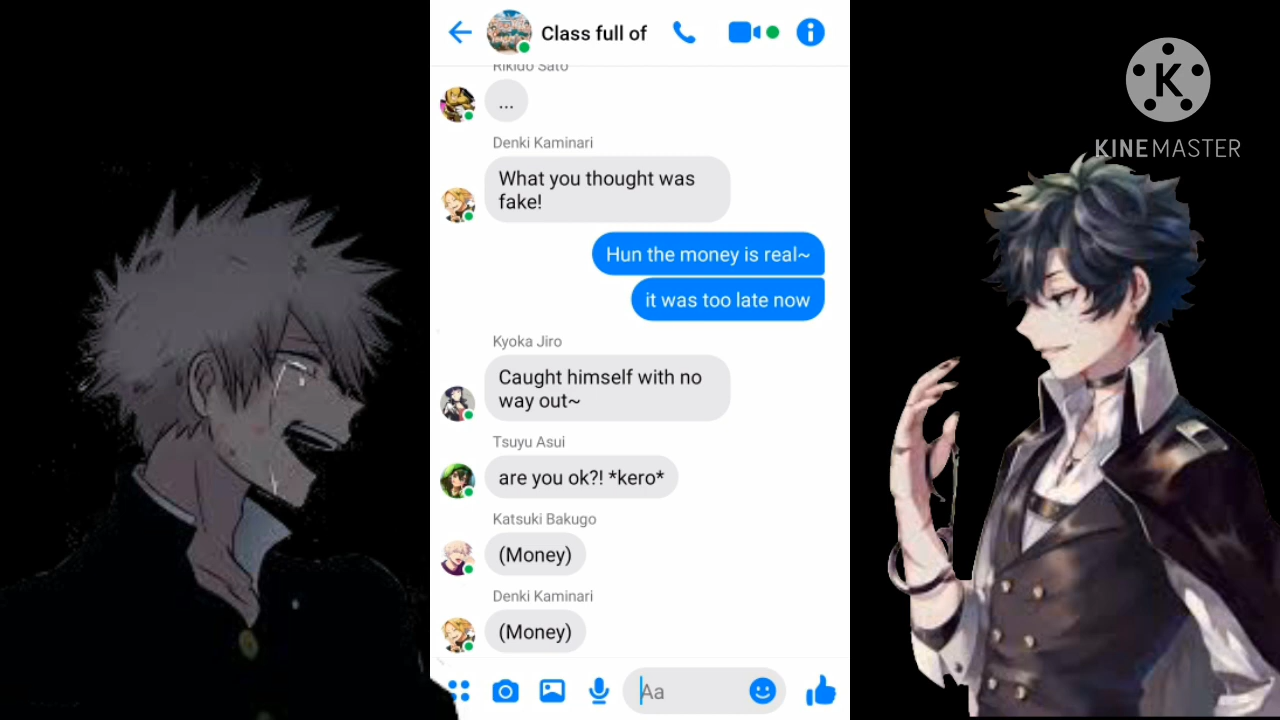 Class full of
Rikido Sato
...
Denki Kaminari
What you thought was
fake!
Hun the money is real~
it was too late now
Kyoka Jiro
Caught himself with no
way out~
Tsuyu Asui
are you ok?! *kero*
Katsuki Bakugo
(Money)
Denki Kaminari
(Money)
Aa
K
KINEMASTER